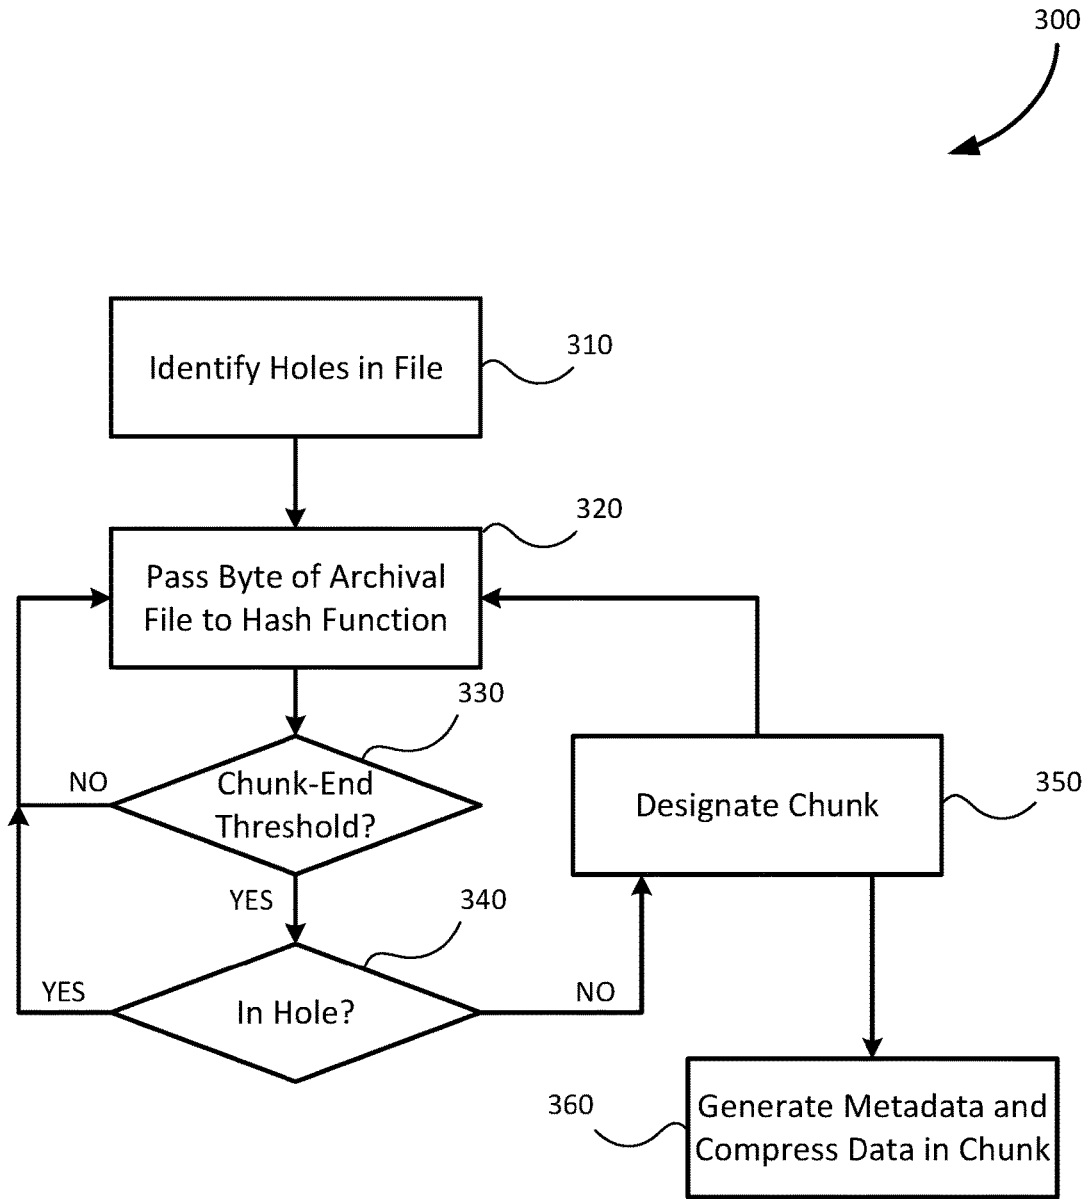 300
Identify Holes in File
310
320
Pass Byte of Archival
File to Hash Function
330
NO
Chunk-End
Threshold?
Designate Chunk
350
YES
340
YES
In Hole?
NO
360
Generate Metadata and
Compress Data in Chunk